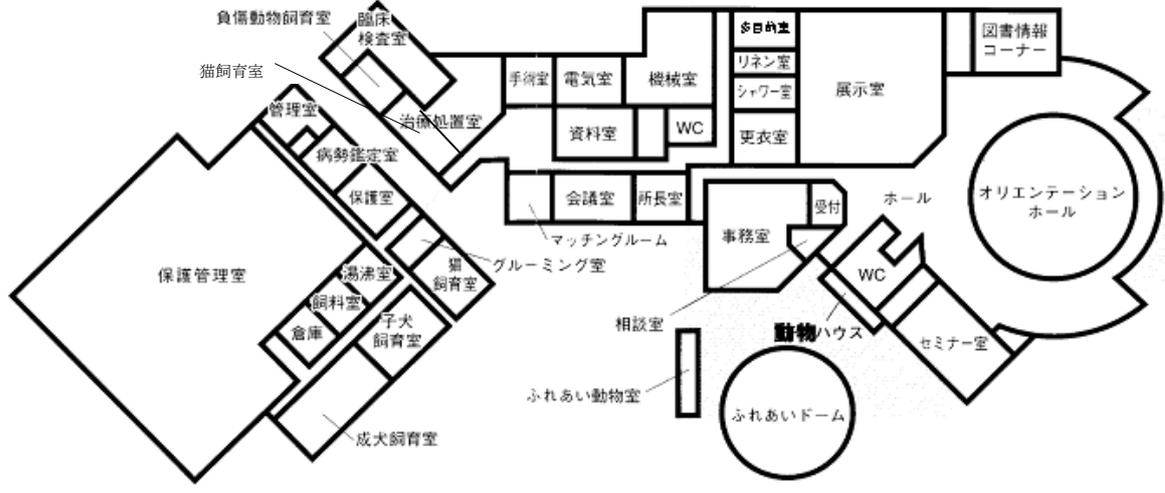 負傷動物飼育室
臨床
検査室
猫飼育室
管理室
病勢鑑定室
保護室
治療処置室
手術室
電気室
機械室
資料室
WC
多目的室
リネン室
シャワー室
更衣室
展示室
図書情報
コーナー
オリエンテーション
ホール
ホール
会議室
所長室
マッチングルーム
グルーミング室
事務室
受付
相談室
WC
動物ハウス
セミナー室
ふれあい動物室
ふれあいドーム
保護管理室
湯沸室
飼料室
倉庫
猫
飼育室
子犬
飼育室
成犬飼育室